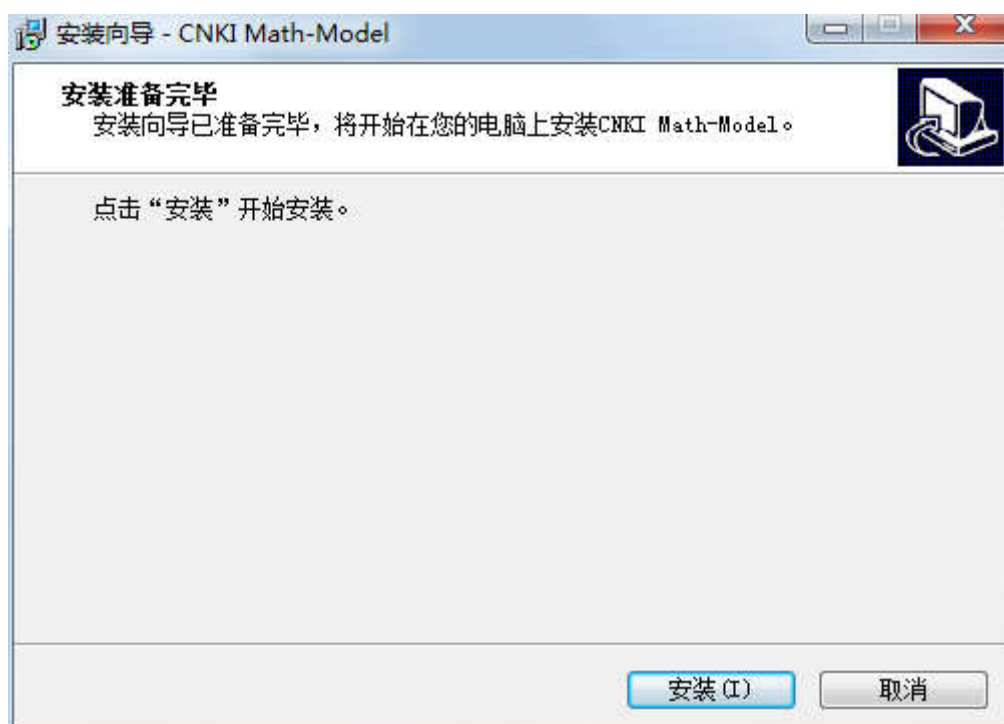 安装向导 - CNKI Math-Model
安装准备完毕
安装向导已准备完毕，将开始在您的电脑上安装CNKI Math-Model。
点击“安装”开始安装。
安装(I)
取消